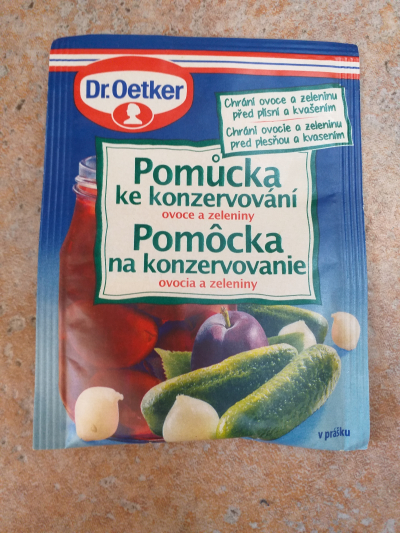 Dr.Oetker
Chrání ovoce a zeleninu
před plísní a kvašením
Chráni ovocie a zeleninu
pred plesňou a kvasením
Pomůcka
ke konzervování
ovoce a zeleniny
Pomôcka
na konzervovanie
ovocia a zeleniny
v prášku